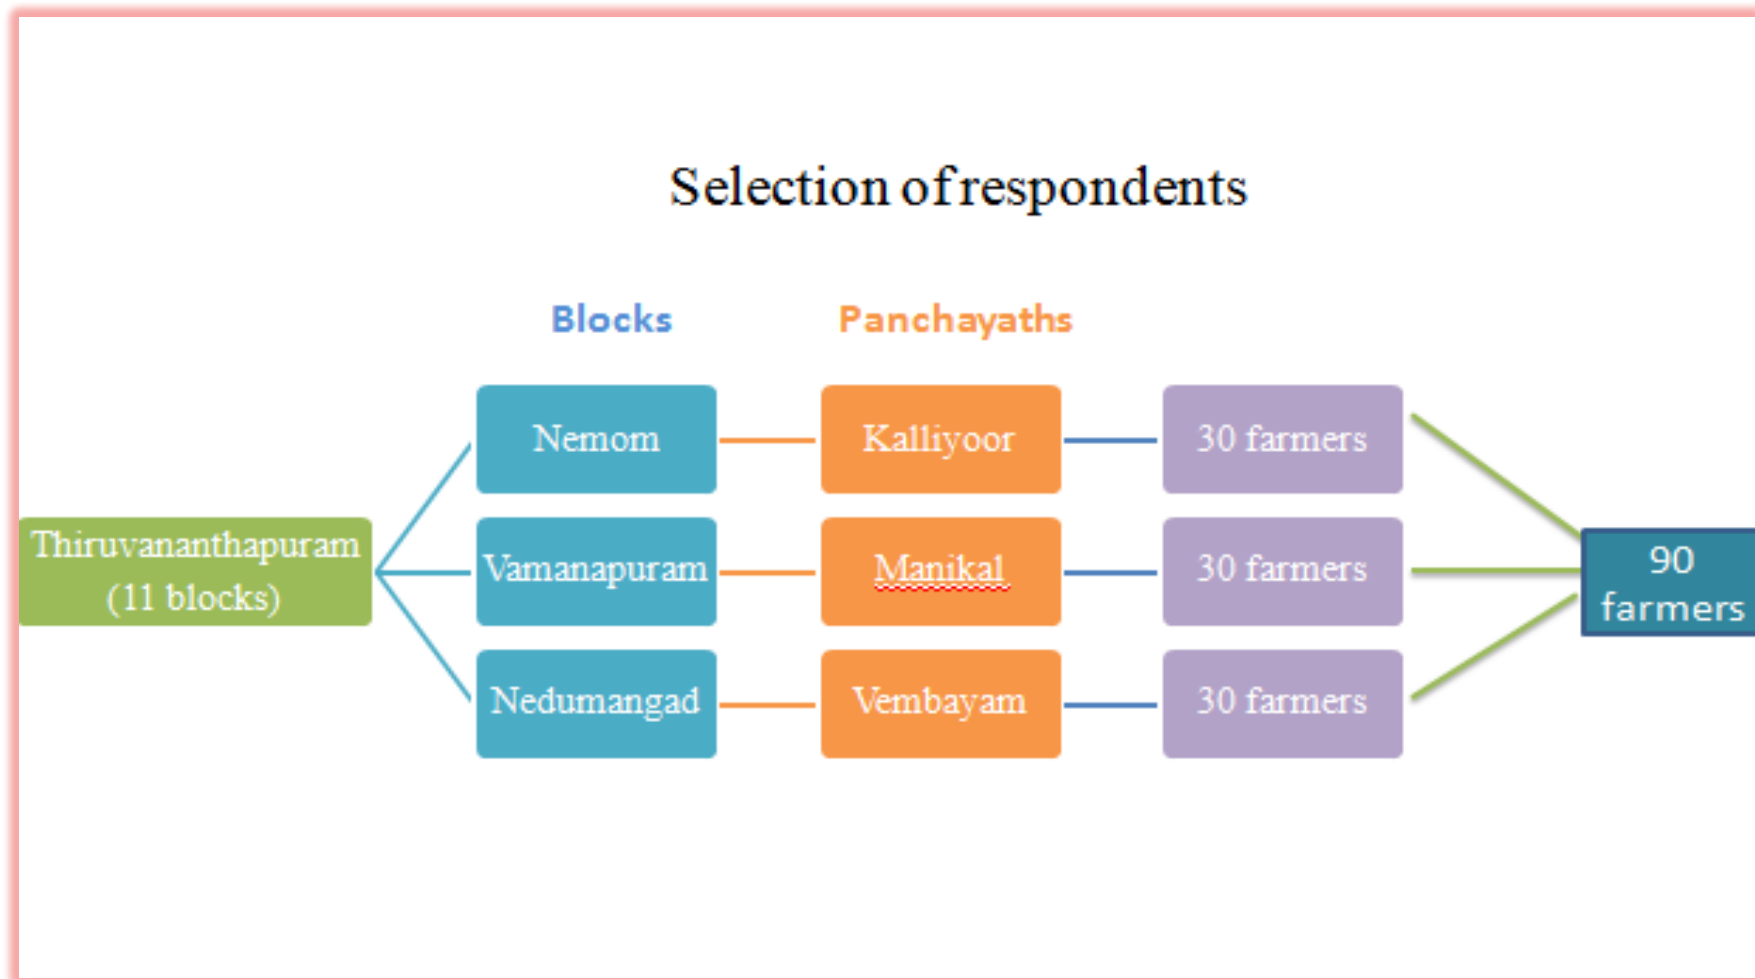 Selection of respondents
Blocks
Panchayaths
Nemom
Kalliyoor
30 farmers
Thiruvananthapuram
(11 blocks)
Vamanapuram
Manikal
30 farmers
90
farmers
Nedumangad
Vembayam
30 farmers